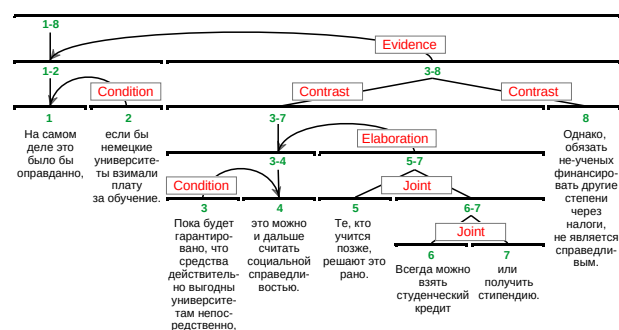 1-8
Evidence
1-2
3-8
Condition
Contrast
Contrast
1
2
3-7
8
На самом
деле это
было бы
оправданно,
если бы
немецкие
университе-
ты взимали
плату
за обучение.
Elaboration
Однако,
обязать
не-ученых
финансиро-
вать другие
степени
через
налоги,
не является
справедли-
вым.
3-4
5-7
Condition
Joint
3
4
5
6-7
Пока будет
гарантиро-
вано, что
средства
действитель-
но выгодны
университе-
там непос-
редственно,
это можно
и дальше
считать
социальной
справедли-
востью.
Те, кто
учится
позже,
решают это
рано.
Joint
6
7
Всегда можно
взять
студенческий
кредит
или
получить
стипендию.